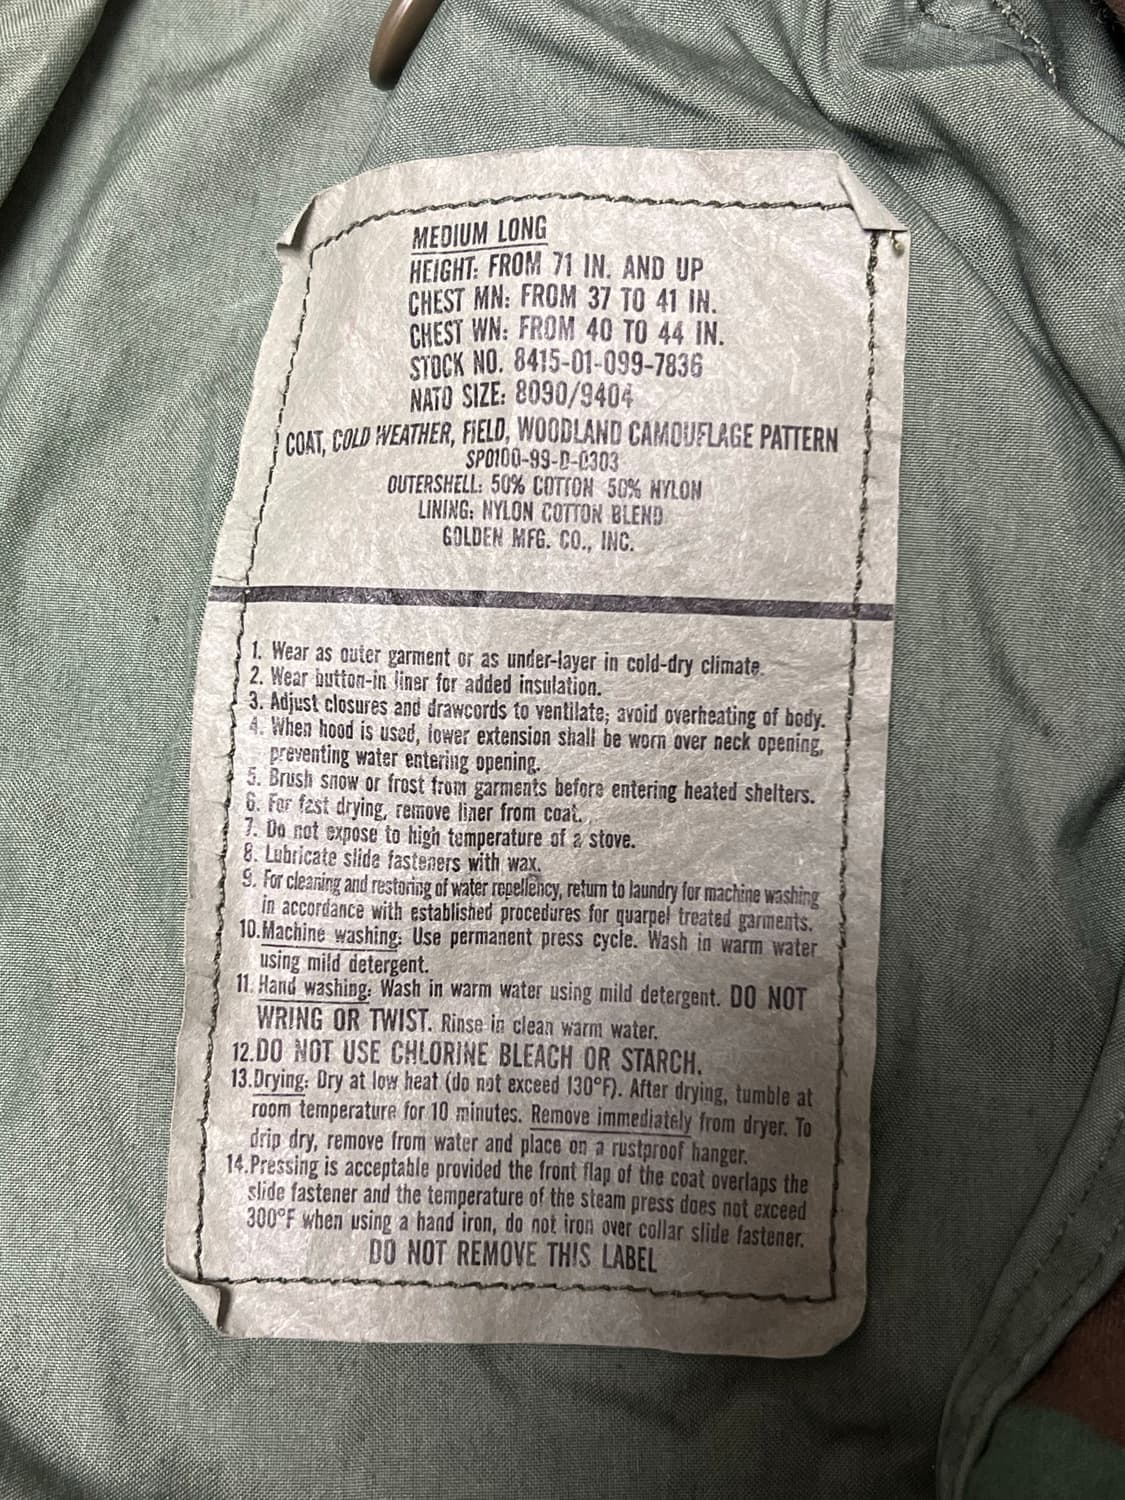 MEDIUM LONG
HEIGHT: FROM 71 IN. AND UP
CHEST MN: FROM 37 TO 41 IN.
CHEST WN: FROM 40 TO 44 IN.
STOCK NO. 8415-01-099-7836
NATO SIZE: 8090/9404
COAT, COLD WEATHER, FIELD, WOODLAND CAMOUFLAGE PATTERN
SP0100-99-D-0303
OUTERSHELL: 50% COTTON 50% NYLON
LINING: NYLON COTTON BLEND
GOLDEN MFG. CO., INC.
1. Wear as outer garment or as under-layer in cold-dry climate.
2. Wear button-in liner for added insulation.
3. Adjust closures and drawcords to ventilate; avoid overheating of body.
4. When hood is used, lower extension shall be worn over neck opening,
preventing water entering opening.
5. Brush snow or frost from garments before entering heated shelters.
6. For fast drying, remove liner from coat.
7. Do not expose to high temperature of a stove.
8. Lubricate slide fasteners with wax.
9. For cleaning and restoring of water repellency, return to laundry for machine washing
in accordance with established procedures for quarpel treated garments.
10. Machine washing: Use permanent press cycle. Wash in warm water
using mild detergent.
11. Hand washing: Wash in warm water using mild detergent. DO NOT
WRING OR TWIST. Rinse in clean warm water.
12. DO NOT USE CHLORINE BLEACH OR STARCH.
13. Drying: Dry at low heat (do not exceed 130°F). After drying, tumble at
room temperature for 10 minutes. Remove immediately from dryer. To
drip dry, remove from water and place on a rustproof hanger.
14. Pressing is acceptable provided the front flap of the coat overlaps the
slide fastener and the temperature of the steam press does not exceed
300°F when using a hand iron, do not iron over collar slide fastener.
DO NOT REMOVE THIS LABEL